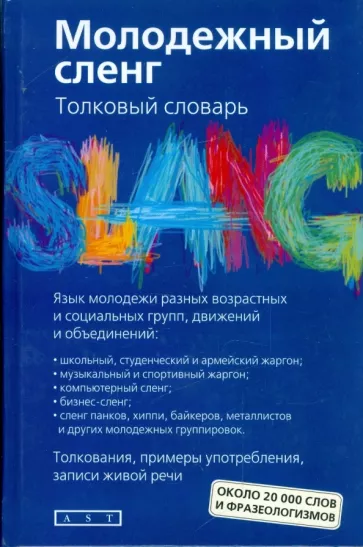 Молодежный
сленг
Толковый словарь
SLANG
Язык молодежи разных возрастных
и социальных групп, движений
и объединений:
• школьный, студенческий и армейский жаргон;
• музыкальный и спортивный жаргон;
• компьютерный сленг;
• бизнес-сленг;
• сленг панков, хиппи, байкеров, металлистов
и других молодежных группировок.
Толкования, примеры употребления,
записи живой речи
ОКОЛО 20 000 СЛОВ
И ФРАЗЕОЛОГИЗМОВ
AST